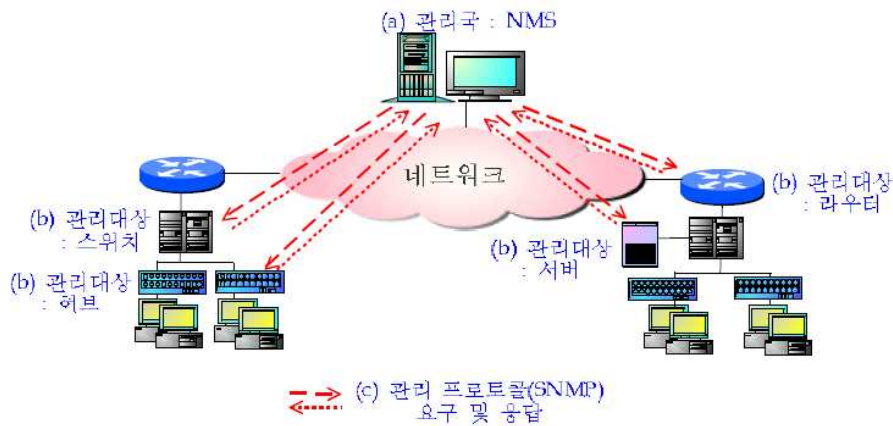 (a) 관리국 : NMS
네트워크
(b) 관리대상
: 라우터
(b) 관리대상
: 스위치
(b) 관리대상
: 서버
(b) 관리대상
: 허브
(c) 관리 프로토콜(SNMP)
요구 및 응답